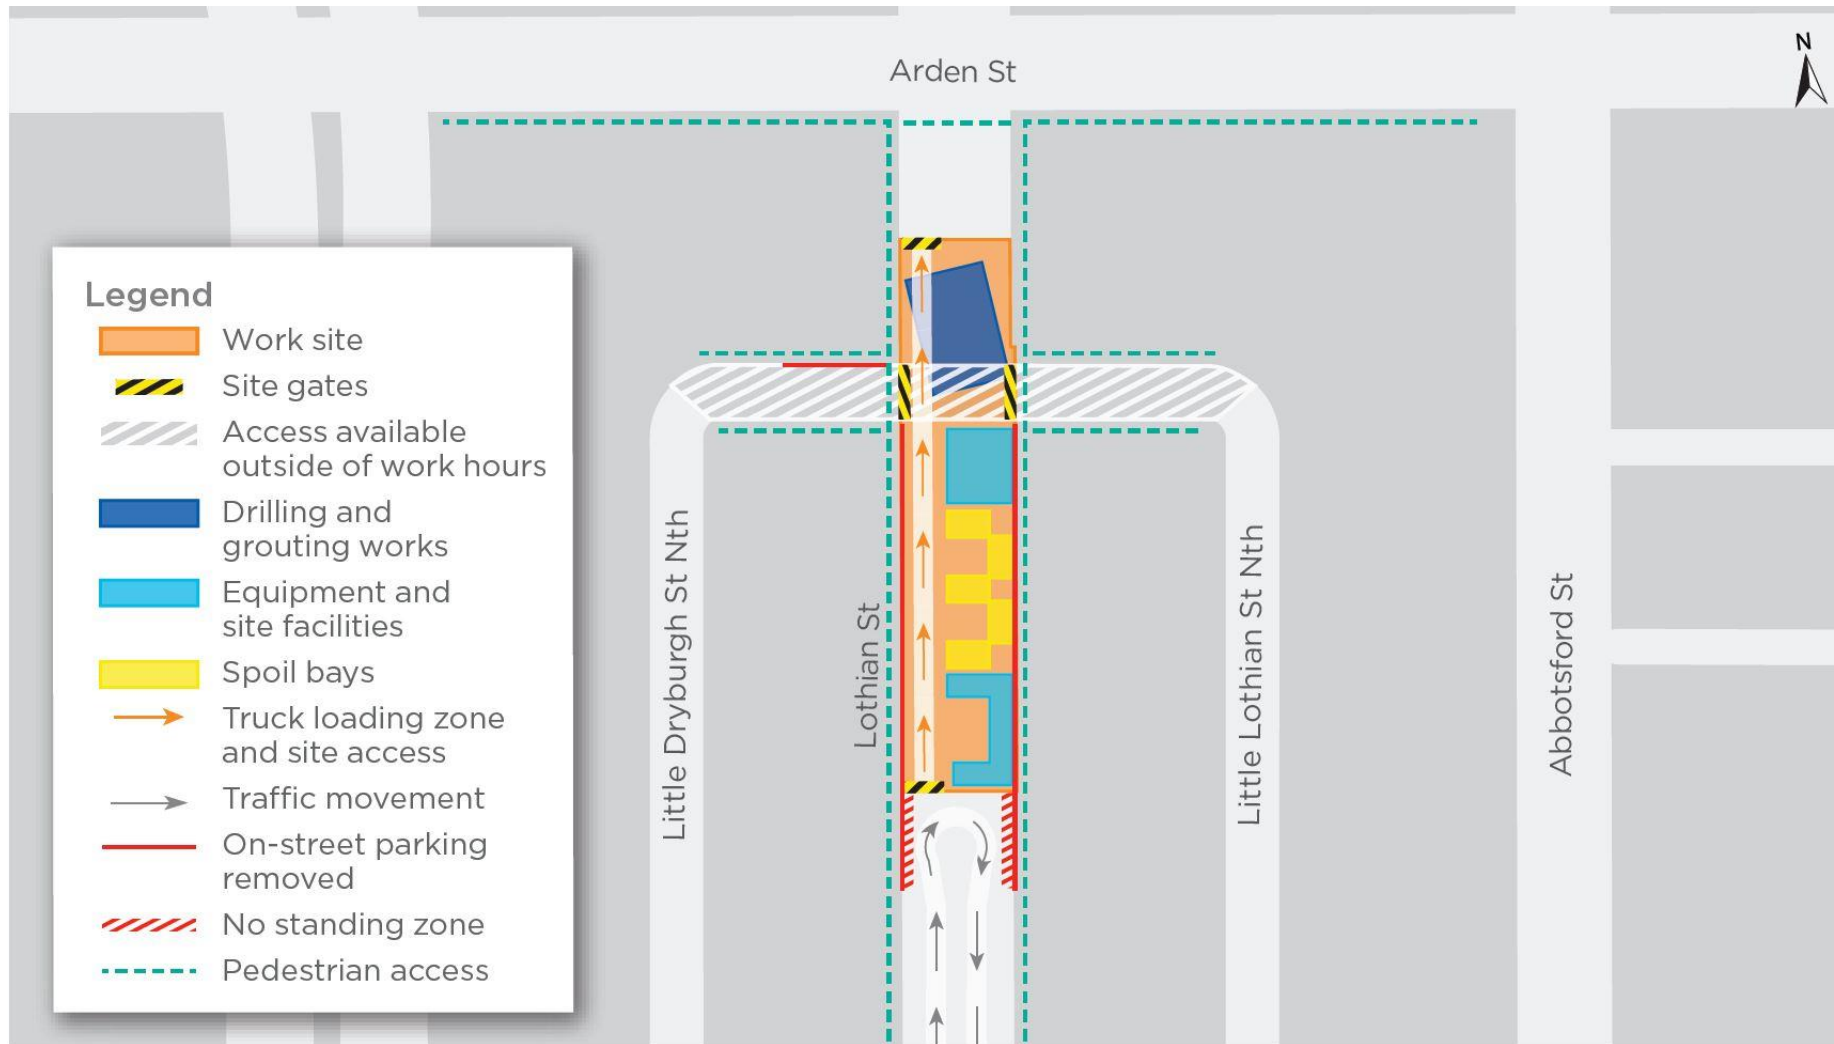 Arden St
N
Legend
Work site
Site gates
Access available
outside of work hours
Drilling and
grouting works
Equipment and
site facilities
Spoil bays
Truck loading zone
and site access
Traffic movement
On-street parking
removed
No standing zone
Pedestrian access
Little Dryburgh St Nth
Lothian St
Little Lothian St Nth
Abbotsford St